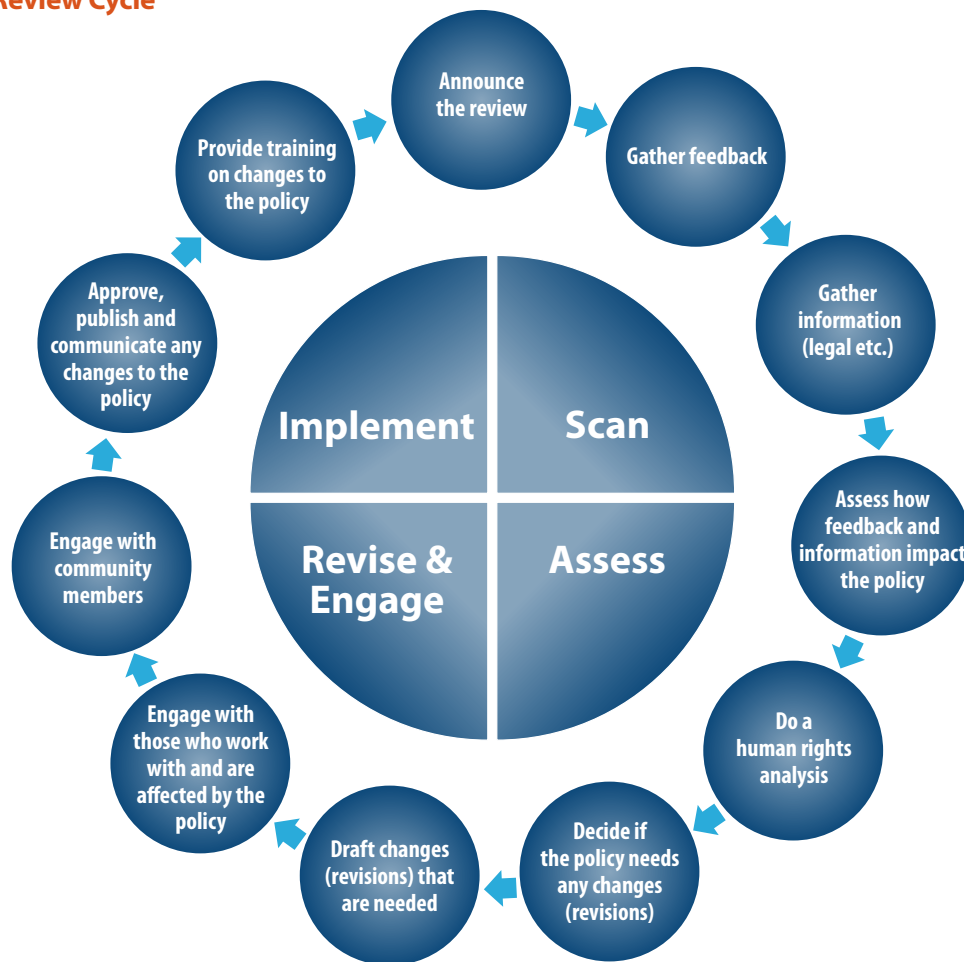 Review Cycle
Announce
the review
Gather feedback
Gather
information
(legal etc.)
Assess how
feedback and
information impact
the policy
Do a
human rights
analysis
Decide if
the policy needs
any changes
(revisions)
Draft changes
(revisions) that
are needed
Engage with
those who work
with and are
affected by the
policy
Engage with
community
members
Approve,
publish and
communicate any
changes to the
policy
Provide training
on changes to
the policy
Implement
Scan
Revise &
Engage
Assess